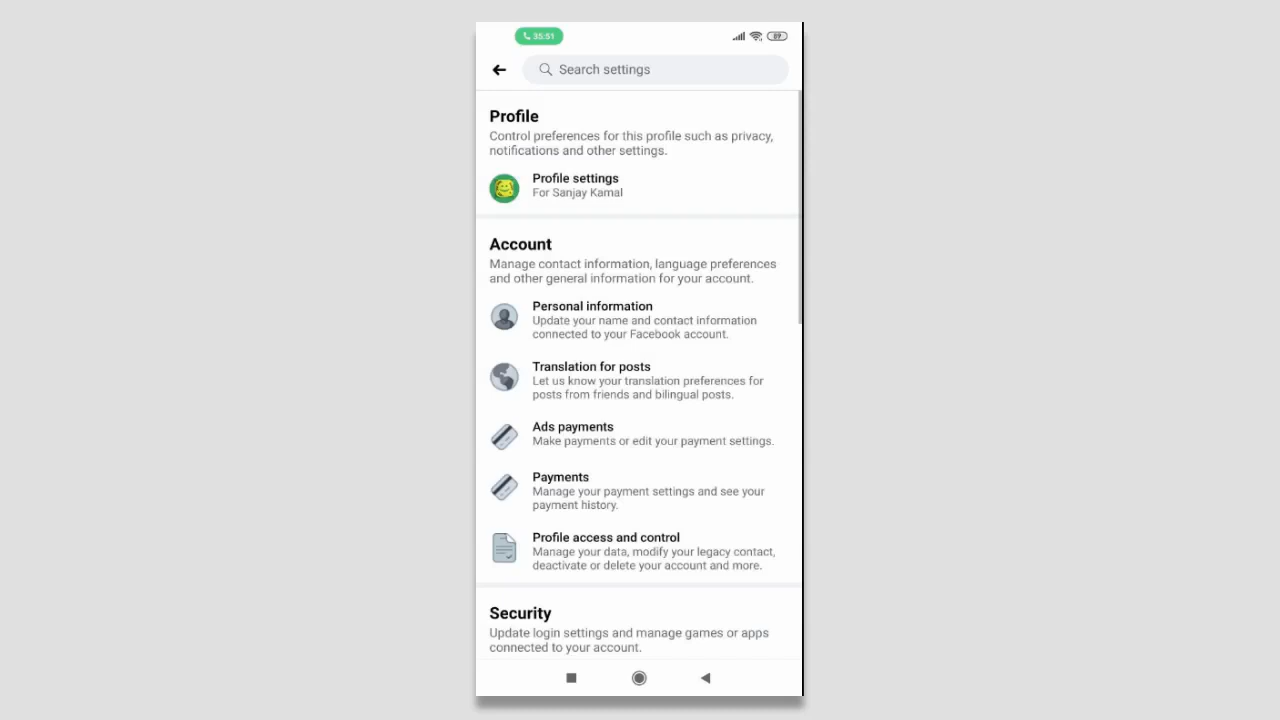 35:51
89
Search settings
Profile
Control preferences for this profile such as privacy,
notifications and other settings.
Profile settings
For Sanjay Kamal
Account
Manage contact information, language preferences
and other general information for your account.
Personal information
Update your name and contact information
connected to your Facebook account.
Translation for posts
Let us know your translation preferences for
posts from friends and bilingual posts.
Ads payments
Make payments or edit your payment settings.
Payments
Manage your payment settings and see your
payment history.
Profile access and control
Manage your data, modify your legacy contact,
deactivate or delete your account and more.
Security
Update login settings and manage games or apps
connected to your account.